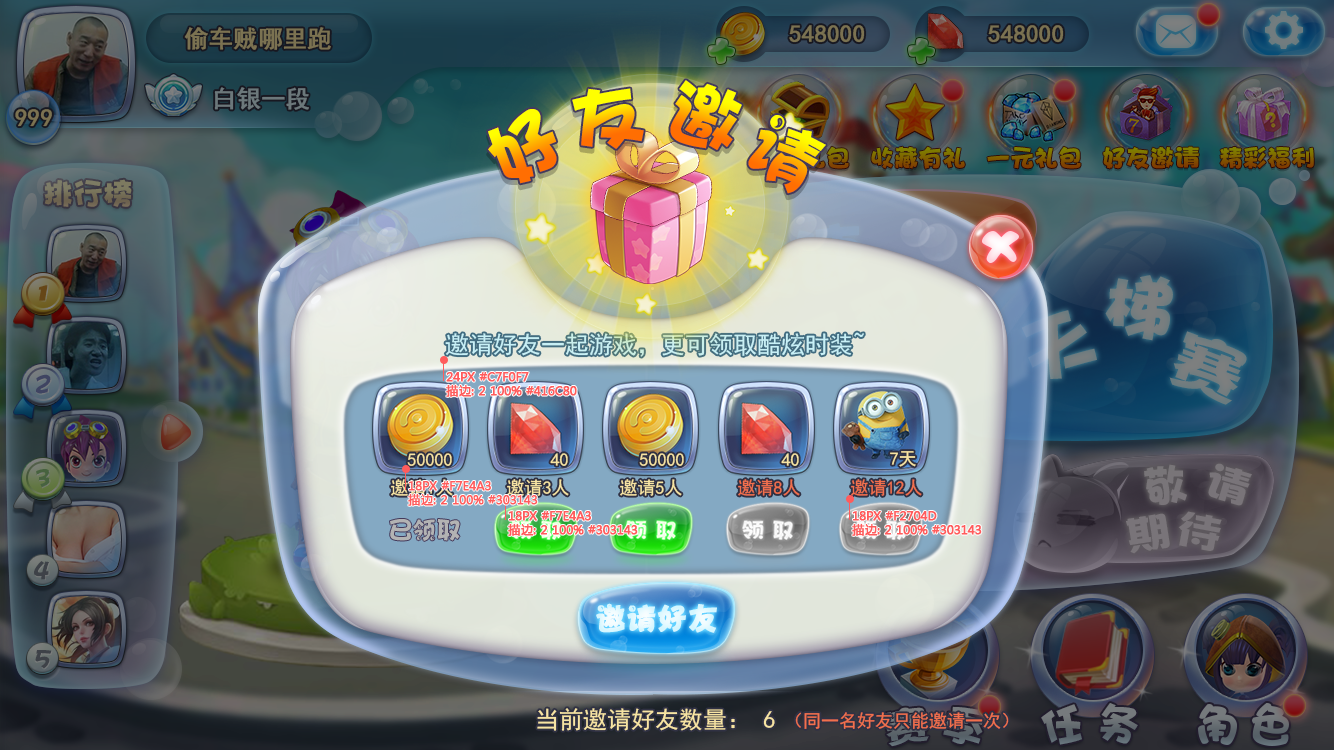 偷车贼哪里跑
548000
548000
999
白银一段
好友邀请
礼包
收藏有礼
一元礼包
好友邀请
精彩福利
7
排行榜
1
2
3
4
5
天梯赛
敬请
期待
邀请好友一起游戏，更可领取酷炫时装~
24PX #C7F0F7
描边: 2 100% #416C80
50000
40
50000
40
7天
邀请3人
邀请5人
邀请8人
邀请12人
18PX #F7E4A3
描边: 2 100% #303143
18PX #F7E4A3
描边: 2 100% #303143
18PX #F2704D
描边: 2 100% #303143
已领取
领取
领取
邀请好友
当前邀请好友数量： 6 （同一名好友只能邀请一次）
任务
角色